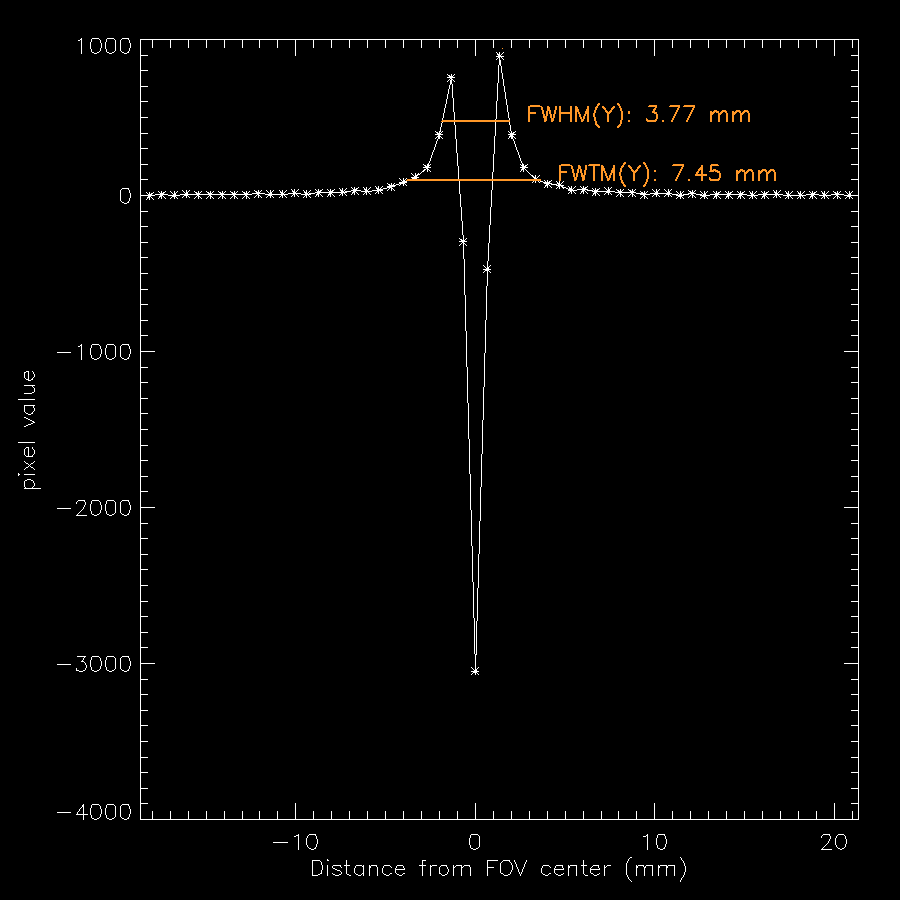 1000
FWHM(Y): 3.77 mm
FWTM(Y): 7.45 mm
0
−1000
pixel value
−2000
−3000
−4000
−10 0 10 20
Distance from FOV center (mm)